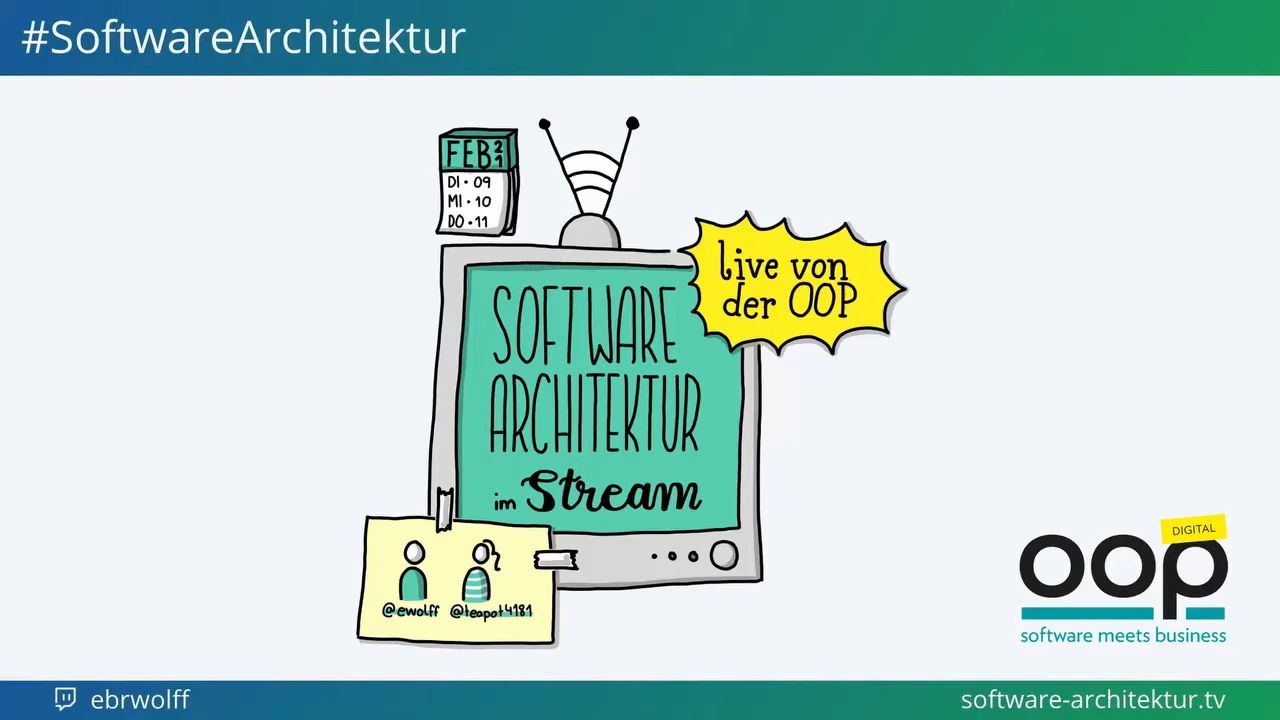 #SoftwareArchitektur
FEB 21
DI · 09
MI · 10
DO · 11
live von
der OOP
SOFTWARE
ARCHITEKTUR
im Stream
@ewolff @teapot4181
DIGITAL
oop
software meets business
ebrwolff
software-architektur.tv